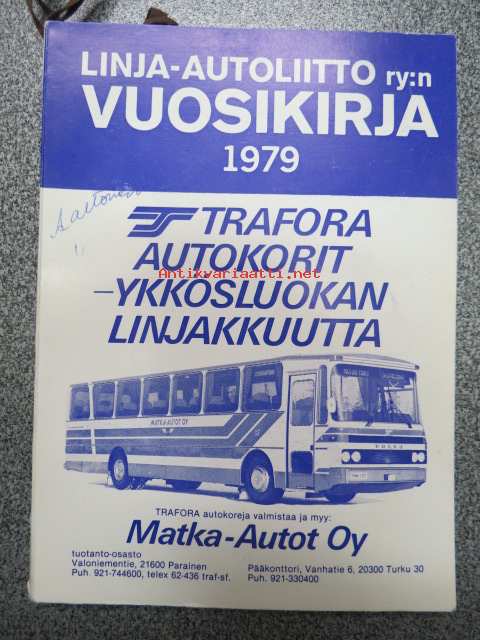 LINJA-AUTOLIITTO ry:n
VUOSIKIRJA
1979
Aaltonen
TRAFORA
AUTOKORIT
Antikvariaatti.net
–YKKÖSLUOKAN
LINJAKKUUTTA
MATKA-AUTOT OY
VOLVO
TRAFORA autokoreja valmistaa ja myy:
Matka-Autot Oy
tuotanto-osasto
Valoniementie, 21600 Parainen
Puh. 921-744600, telex 62-436 traf-sf.
Pääkonttori, Vanhatie 6, 20300 Turku 30
Puh. 921-330400